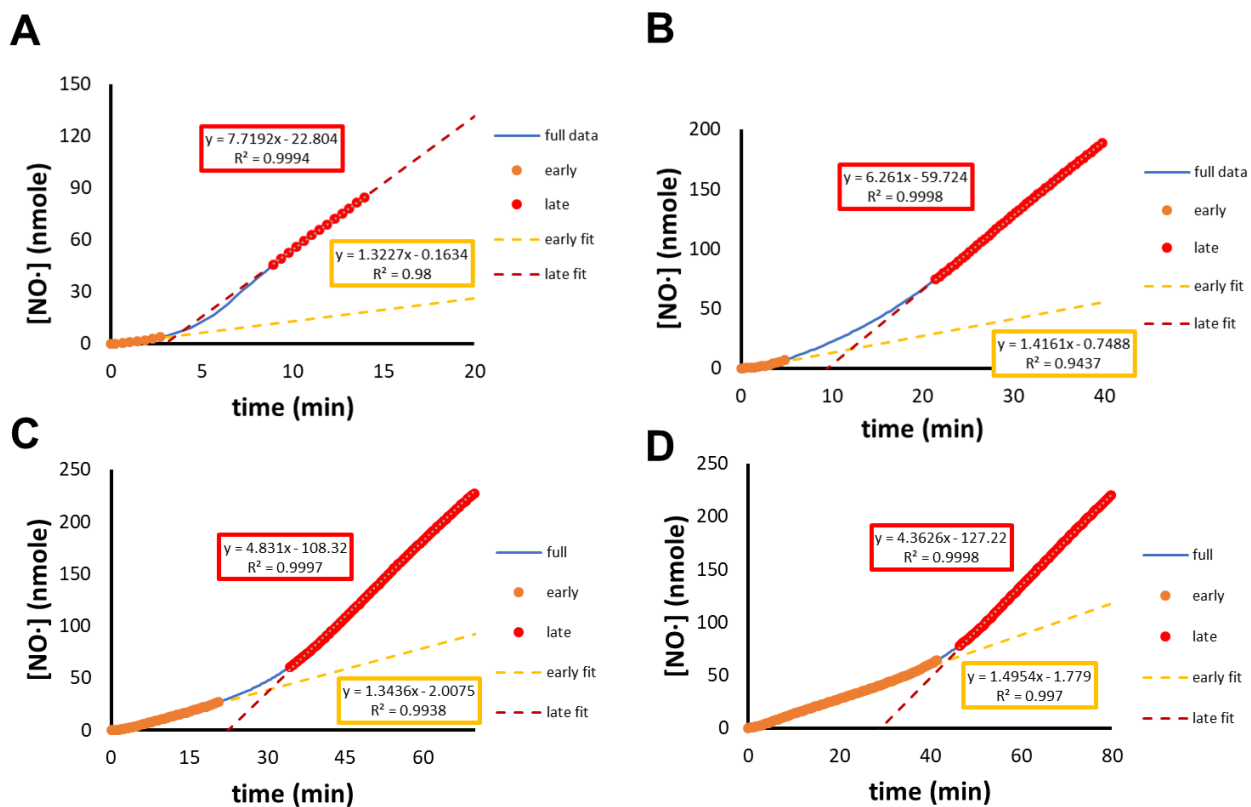 A
150
120
90
60
30
0
[NO·] (nmole)
0
5
10
15
20
time (min)
y = 7.7192x - 22.804
R² = 0.9994
y = 1.3227x - 0.1634
R² = 0.98
full data
early
late
early fit
late fit
B
200
150
100
50
0
[NO·] (nmole)
0
10
20
30
40
time (min)
y = 6.261x - 59.724
R² = 0.9998
y = 1.4161x - 0.7488
R² = 0.9437
full data
early
late
early fit
late fit
C
250
200
150
100
50
0
[NO·] (nmole)
0
15
30
45
60
time (min)
y = 4.831x - 108.32
R² = 0.9997
y = 1.3436x - 2.0075
R² = 0.9938
full
early
late
early fit
late fit
D
250
200
150
100
50
0
[NO·] (nmole)
0
20
40
60
80
time (min)
y = 4.3626x - 127.22
R² = 0.9998
y = 1.4954x - 1.779
R² = 0.997
full
early
late
early fit
late fit